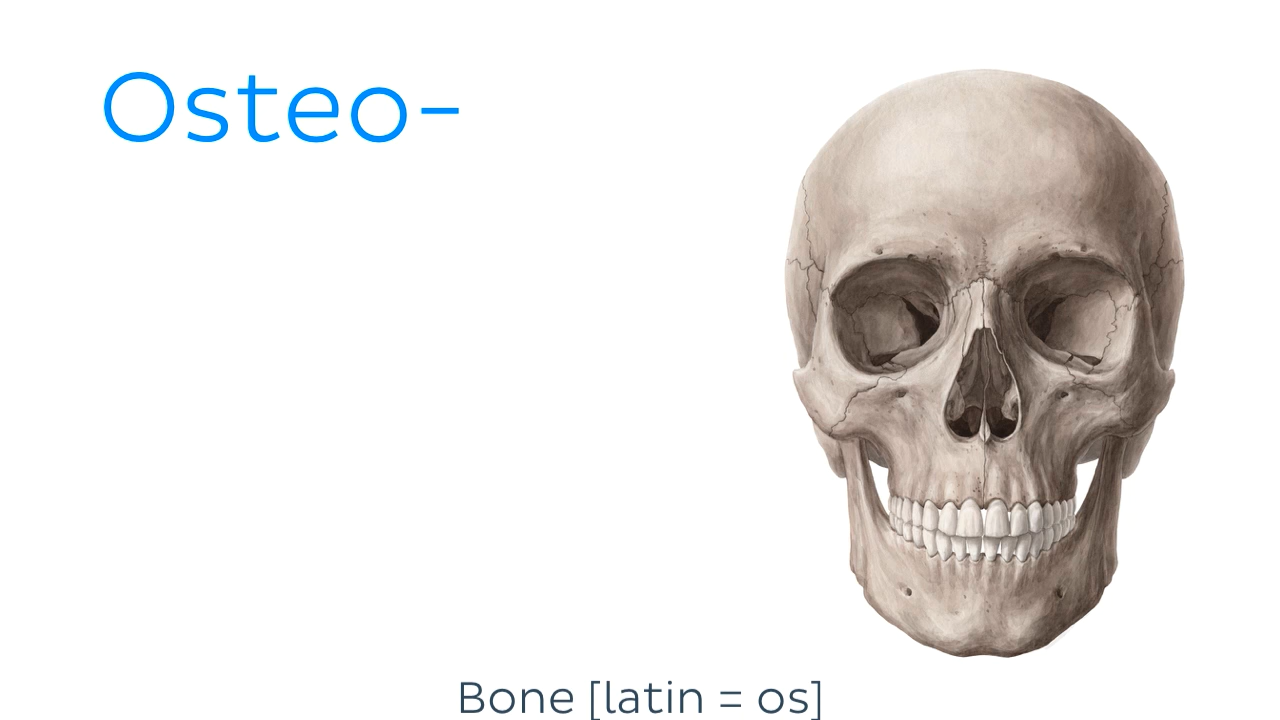 Osteo-
Bone [latin = os]